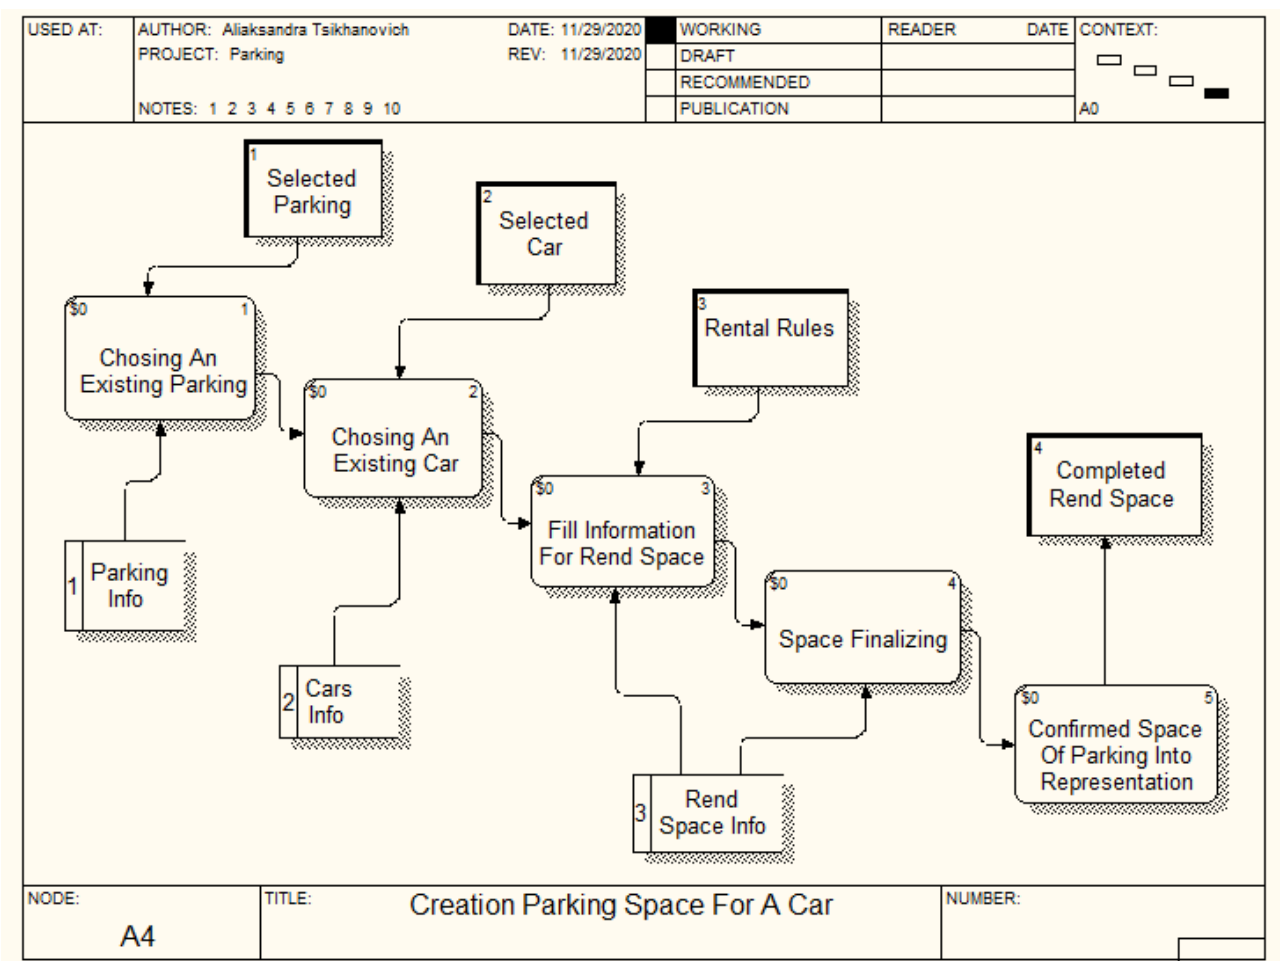 USED AT:
AUTHOR: Aliaksandra Tsikhanovich
DATE: 11/29/2020
PROJECT: Parking
REV: 11/29/2020
NOTES: 1 2 3 4 5 6 7 8 9 10
WORKING
DRAFT
RECOMMENDED
PUBLICATION
READER
DATE
CONTEXT:
A0
1
Selected
Parking
2
Selected
Car
3
Rental Rules
$0
1
Chosing An
Existing Parking
$0
2
Chosing An
Existing Car
$0
3
Fill Information
For Rend Space
4
Completed
Rend Space
1
Parking
Info
$0
4
Space Finalizing
2
Cars
Info
$0
5
Confirmed Space
Of Parking Into
Representation
3
Rend
Space Info
NODE:
A4
TITLE:
Creation Parking Space For A Car
NUMBER: